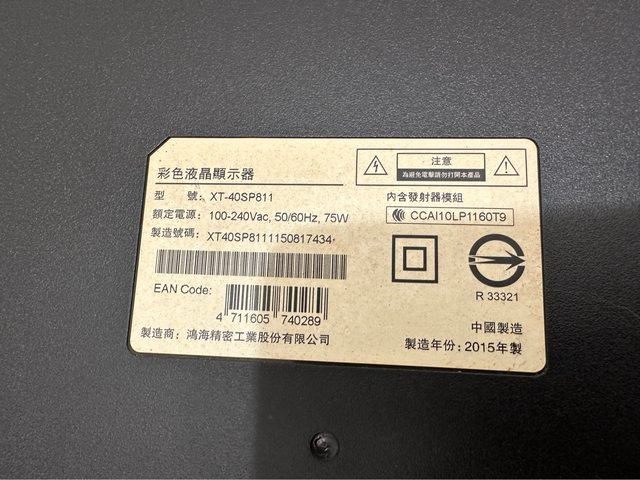 彩色液晶顯示器
型 號：XT-40SP811
額定電源：100-240Vac, 50/60Hz, 75W
製造號碼：XT40SP8111150817434
EAN Code:
4 711605 740289
製造商：鴻海精密工業股份有限公司
注意
為避免電擊請勿打開本產品
內含發射器模組
CCAI10LP1160T9
R 33321
中國製造
製造年份：2015年製